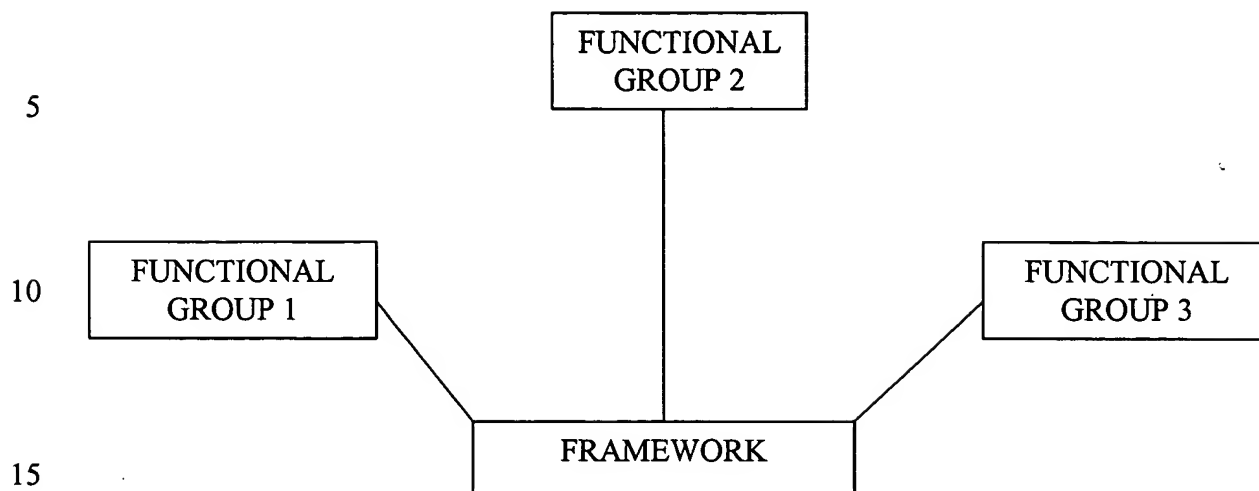 FUNCTIONAL
GROUP 2
5
FUNCTIONAL
GROUP 1
10
FUNCTIONAL
GROUP 3
FRAMEWORK
15